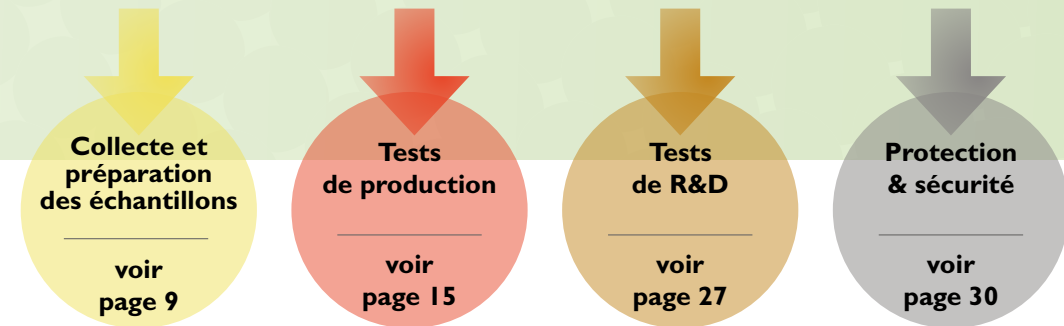 Collecte et
préparation
des échantillons
voir
page 9
Tests
de production
voir
page 15
Tests
de R&D
voir
page 27
Protection
& sécurité
voir
page 30